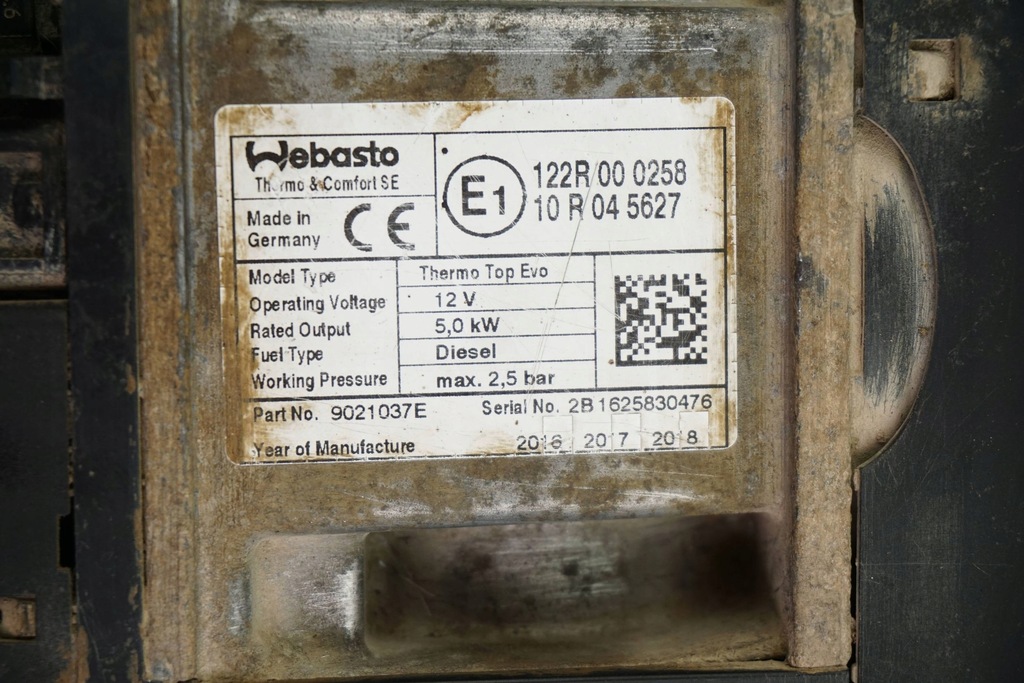 Webasto
Thermo & Comfort SE
Made in
Germany
CE
E1
122R 00 0258
10 R 04 5627
Model Type Thermo Top Evo
Operating Voltage 12 V
Rated Output 5,0 kW
Fuel Type Diesel
Working Pressure max. 2,5 bar
Part No. 9021037E Serial No. 2B1625830476
Year of Manufacture 2016 2017 2018